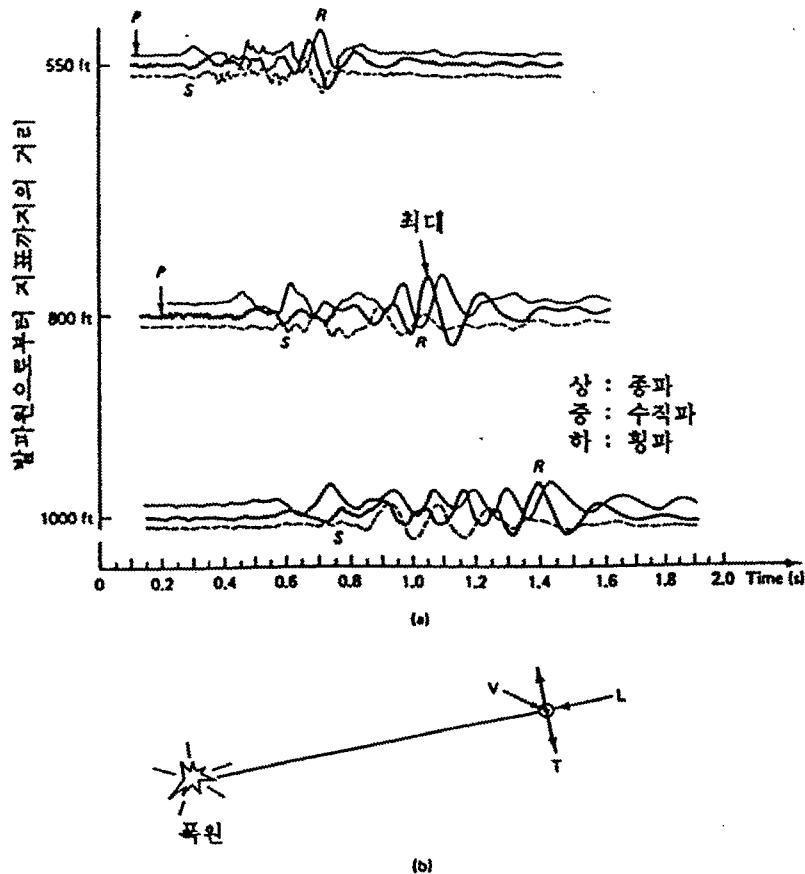 P
R
550 ft
S
발파원으로부터 지표까지의 거리
최대
P
800 ft
S
R
상 : 종파
중 : 수직파
하 : 횡파
R
1000 ft
S
0 0.2 0.4 0.6 0.8 1.0 1.2 1.4 1.6 1.8 2.0 Time (s)
(a)
V
L
T
폭원
(b)